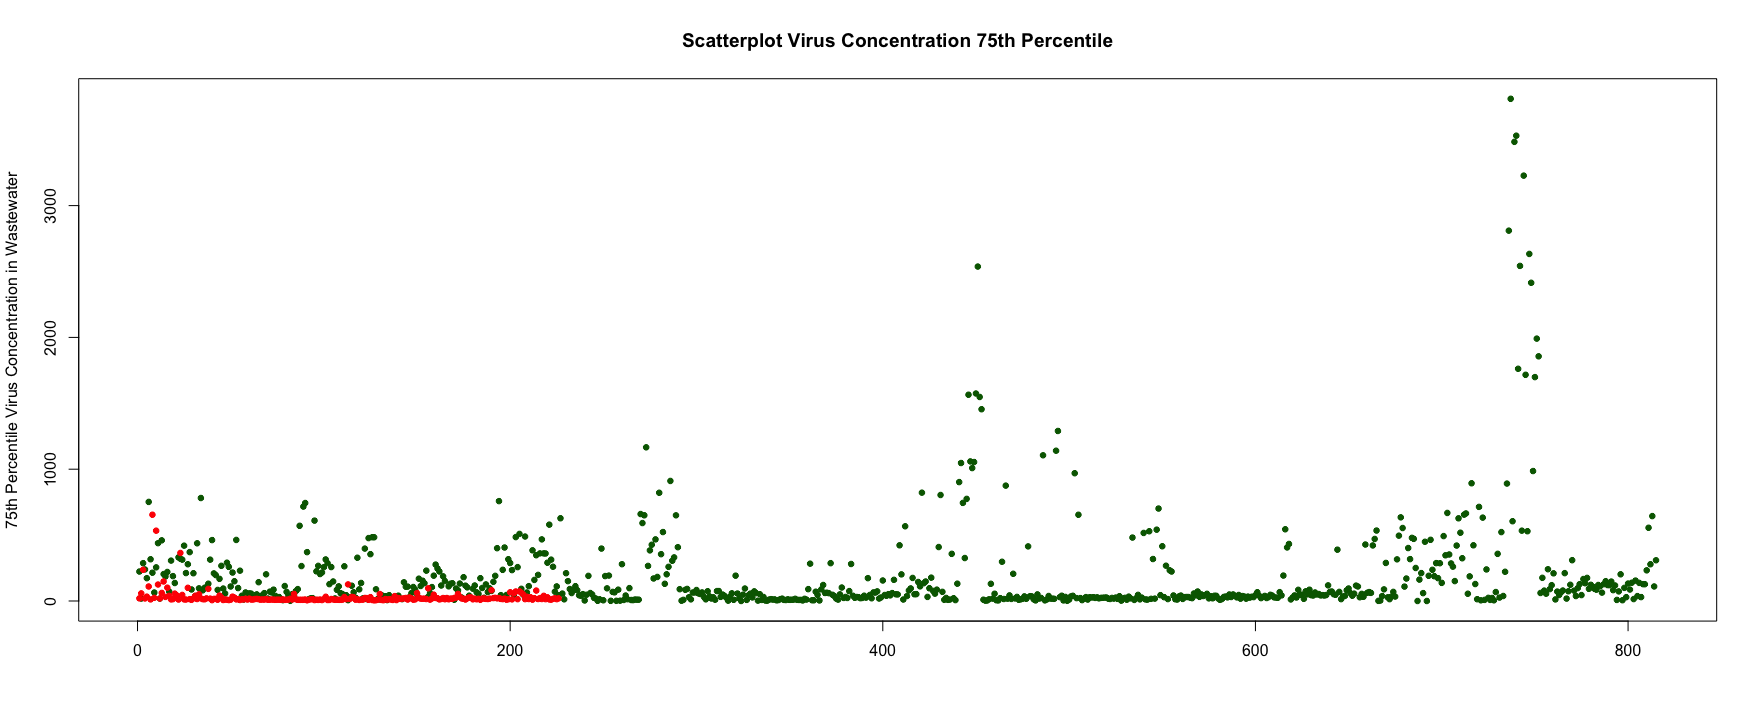 Scatterplot Virus Concentration 75th Percentile
75th Percentile Virus Concentration in Wastewater
3000
2000
1000
0
0 200 400 600 800